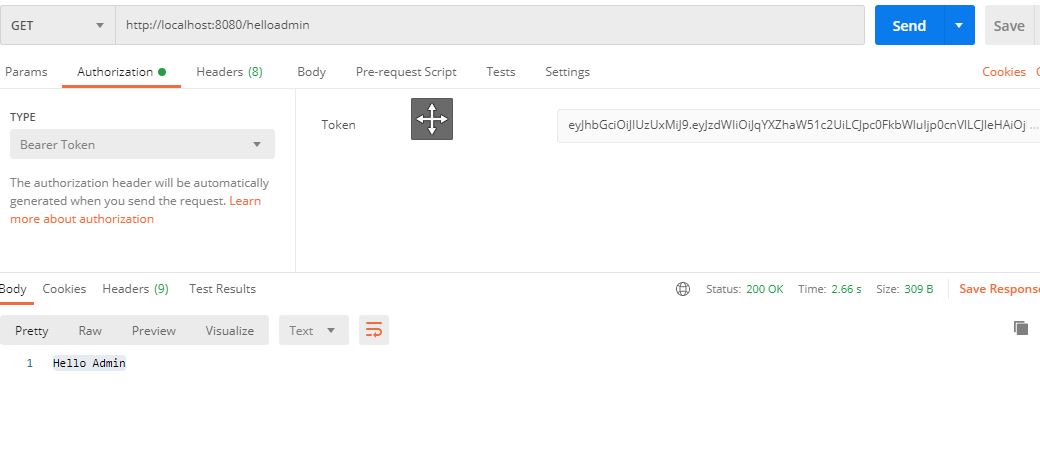 GET
http://localhost:8080/helloadmin
Send
Save
Params Authorization Headers (8) Body Pre-request Script Tests Settings Cookies
TYPE
Bearer Token
The authorization header will be automatically
generated when you send the request. Learn
more about authorization
Token
eyJhbGciOiJIUzUxMiJ9.eyJzdWIiOiJqYXZhaW51c2UiLCJpc0FkbWluIjp0cnVlLCJleHAiOj ...
Body Cookies Headers (9) Test Results Status: 200 OK Time: 2.66 s Size: 309 B Save Response
Pretty Raw Preview Visualize Text
1 Hello Admin